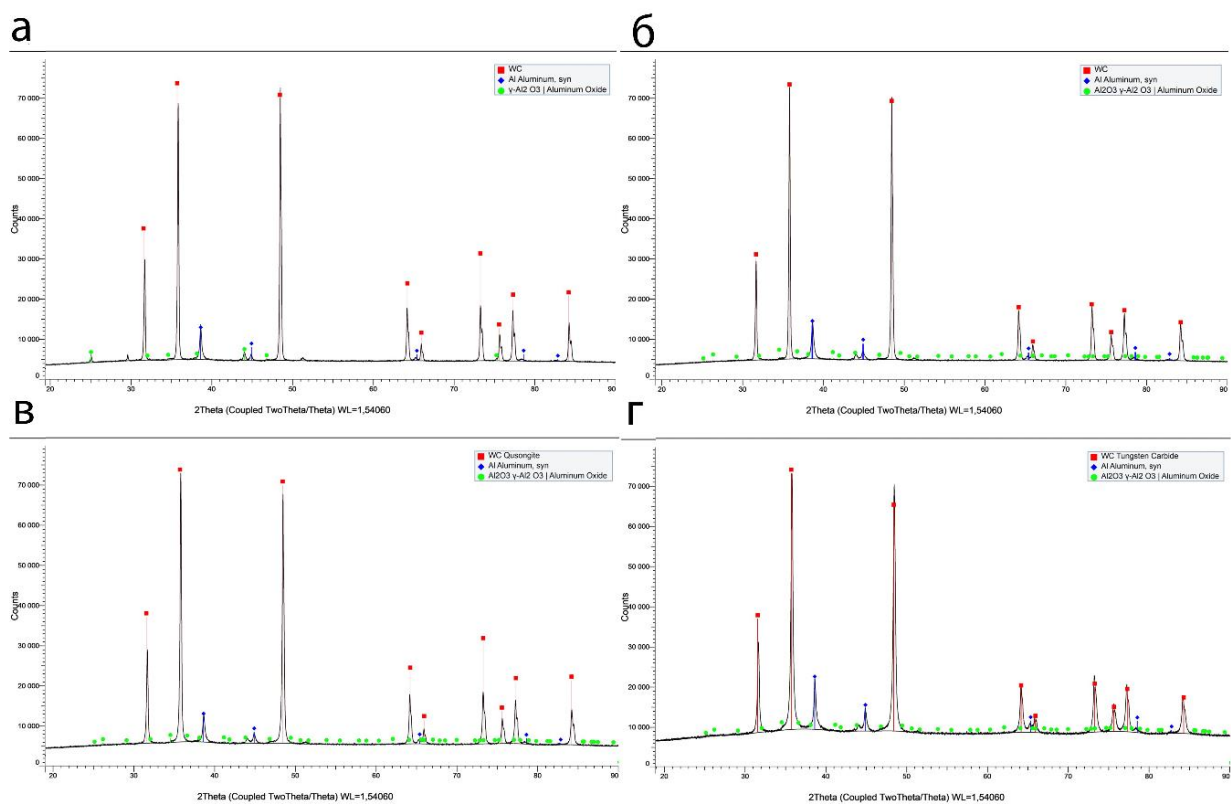 а
WC
Al Aluminum, syn
γ-Al2 O3 | Aluminum Oxide
Counts
70 000
60 000
50 000
40 000
30 000
20 000
10 000
0
20 30 40 50 60 70 80 90
2Theta (Coupled TwoTheta/Theta) WL=1,54060
б
WC
Al Aluminum, syn
Al2O3 γ-Al2 O3 | Aluminum Oxide
Counts
70 000
60 000
50 000
40 000
30 000
20 000
10 000
0
20 30 40 50 60 70 80 90
2Theta (Coupled TwoTheta/Theta) WL=1,54060
в
WC Qusongite
Al Aluminum, syn
Al2O3 γ-Al2 O3 | Aluminum Oxide
Counts
70 000
60 000
50 000
40 000
30 000
20 000
10 000
0
20 30 40 50 60 70 80 90
2Theta (Coupled TwoTheta/Theta) WL=1,54060
г
WC Tungsten Carbide
Al Aluminum, syn
Al2O3 γ-Al2 O3 | Aluminum Oxide
Counts
70 000
60 000
50 000
40 000
30 000
20 000
10 000
0
20 30 40 50 60 70 80 90
2Theta (Coupled TwoTheta/Theta) WL=1,54060